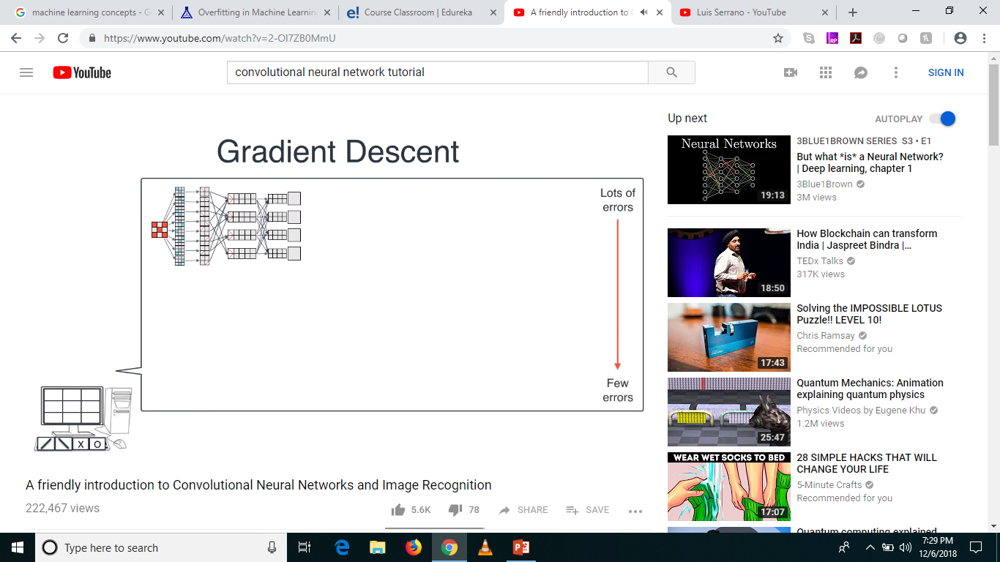 machine learning concepts - G
Overfitting in Machine Learnin
Course Classroom | Edureka
A friendly introduction to C
Luis Serrano - YouTube
https://www.youtube.com/watch?v=2-Ol7ZB0MmU
YouTube
convolutional neural network tutorial
SIGN IN
Gradient Descent
Lots of
errors
Few
errors
X O
A friendly introduction to Convolutional Neural Networks and Image Recognition
222,467 views
5.6K
78
SHARE
SAVE
Up next
AUTOPLAY
Neural Networks
19:13
3BLUE1BROWN SERIES S3 • E1
But what *is* a Neural Network?
| Deep learning, chapter 1
3Blue1Brown
3M views
18:50
How Blockchain can transform
India | Jaspreet Bindra |...
TEDx Talks
317K views
17:43
Solving the IMPOSSIBLE LOTUS
Puzzle!! LEVEL 10!
Chris Ramsay
Recommended for you
25:47
Quantum Mechanics: Animation
explaining quantum physics
Physics Videos by Eugene Khu
1.2M views
WEAR WET SOCKS TO BED
17:07
28 SIMPLE HACKS THAT WILL
CHANGE YOUR LIFE
5-Minute Crafts
Recommended for you
Quantum computing explained
Type here to search
7:29 PM
12/6/2018